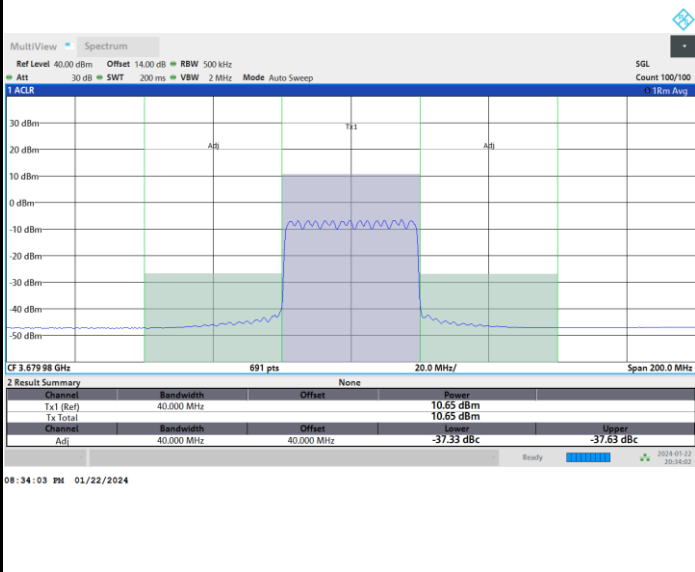 MultiView Spectrum
Ref Level 40.00 dBm Offset 14.00 dB RBW 500 kHz SGL
Att 30 dB SWT 200 ms VBW 2 MHz Mode Auto Sweep Count 100/100
1 ACLR 1Rm Avg
30 dBm
Tx1
20 dBm
Adj Adj
10 dBm
0 dBm
-10 dBm
-20 dBm
-30 dBm
-40 dBm
-50 dBm
CF 3.679 98 GHz 691 pts 20.0 MHz/ Span 200.0 MHz
2 Result Summary None
Channel Bandwidth Offset Power
Tx1 (Ref) 40.000 MHz 10.65 dBm
Tx Total 10.65 dBm
Channel Bandwidth Offset Lower Upper
Adj 40.000 MHz 40.000 MHz -37.33 dBc -37.63 dBc
Ready 2024-01-22
20:34:02
08:34:03 PM 01/22/2024